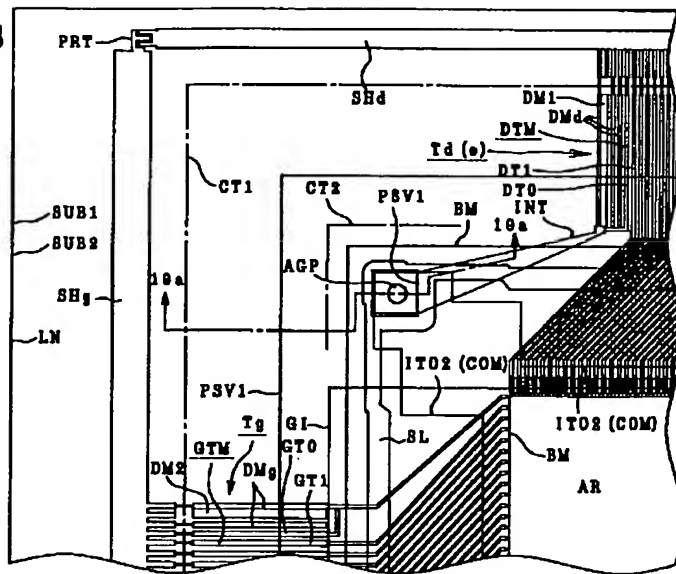 PRT
SHd
DM1
DMd
DTM
Td (e)
DT1
DT0
INT
CT1
CT2
PSV1
BM
19a
AGP
SUB1
SUB2
SHg
19a
LN
PSV1
ITO2 (COM)
GI
SL
ITO2 (COM)
BM
AR
Tg
GTM
GT0
DM2
DMg
GT1